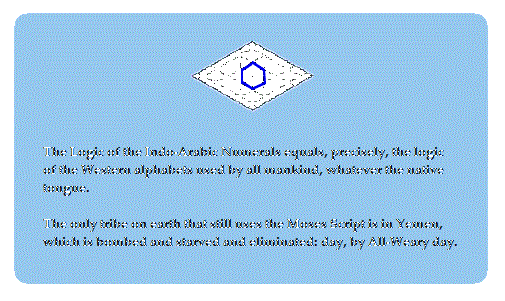 The Logic of the Indo-Arabic Numerals equals, precisely, the logic
of the Western alphabets used by all mankind, whatever the native
tongue.
The only tribe on earth that still uses the Moses Script is in Yemen,
which is bombed and starved and eliminated: day, by All-Weary day.